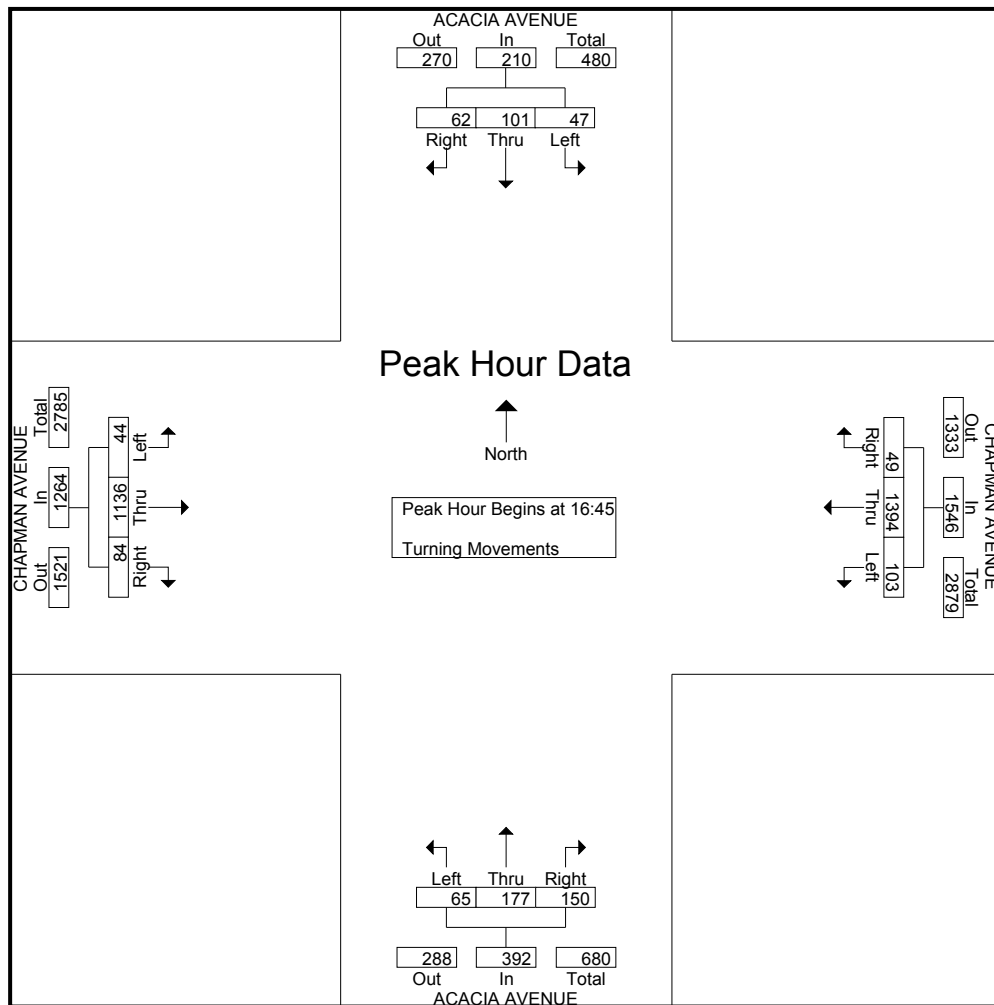 ACACIA AVENUE
Out In Total
270 210 480
62 101 47
Right Thru Left
Peak Hour Data
North
Peak Hour Begins at 16:45
Turning Movements
CHAPMAN AVENUE
Out In Total
1521 1264 2785
44 1136 84
Left Thru Right
CHAPMAN AVENUE
Out In Total
1333 1546 2879
49 1394 103
Right Thru Left
Left Thru Right
65 177 150
288 392 680
Out In Total
ACACIA AVENUE